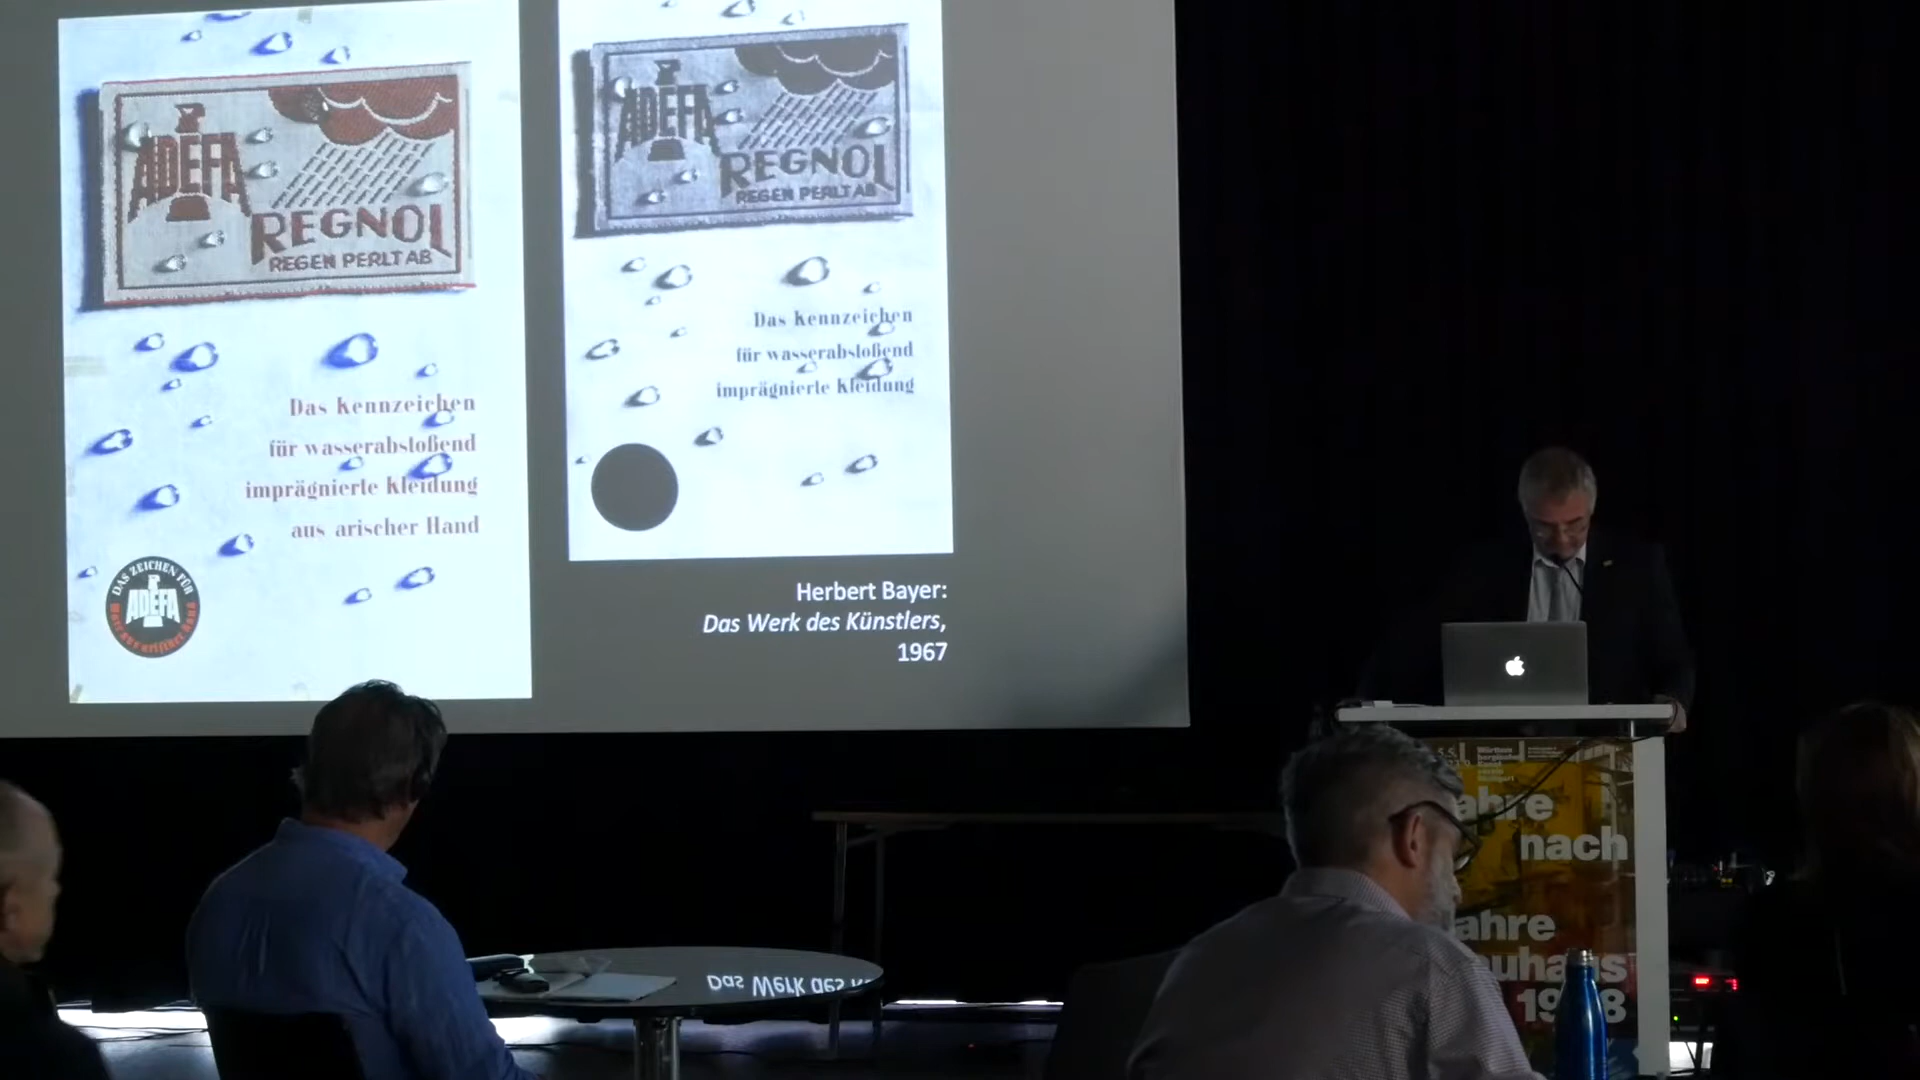 ADEFA
REGNOL
REGEN PERLT AB
Das Kennzeichen
für wasserabstoßend
imprägnierte Kleidung
aus arischer Hand
DAS ZEICHEN FÜR
ADEFA
ADEFA
REGNOL
REGEN PERLT AB
Das Kennzeichen
für wasserabstoßend
imprägnierte Kleidung
Herbert Bayer:
Das Werk des Künstlers,
1967
Das Werk des K
ahre
nach
ahre